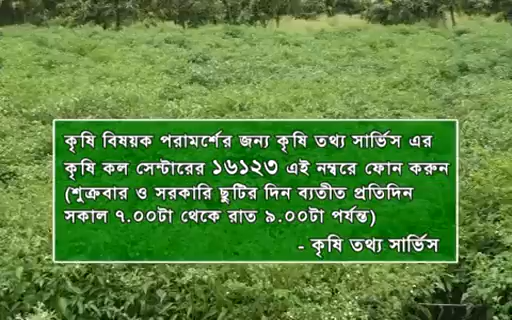 কৃষি বিষয়ক পরামর্শের জন্য কৃষি তথ্য সার্ভিস এর
কৃষি কল সেন্টারের ১৬১২৩ এই নম্বরে ফোন করুন
(শুক্রবার ও সরকারি ছুটির দিন ব্যতীত প্রতিদিন
সকাল ৭.০০টা থেকে রাত ৯.০০টা পর্যন্ত)
- কৃষি তথ্য সার্ভিস